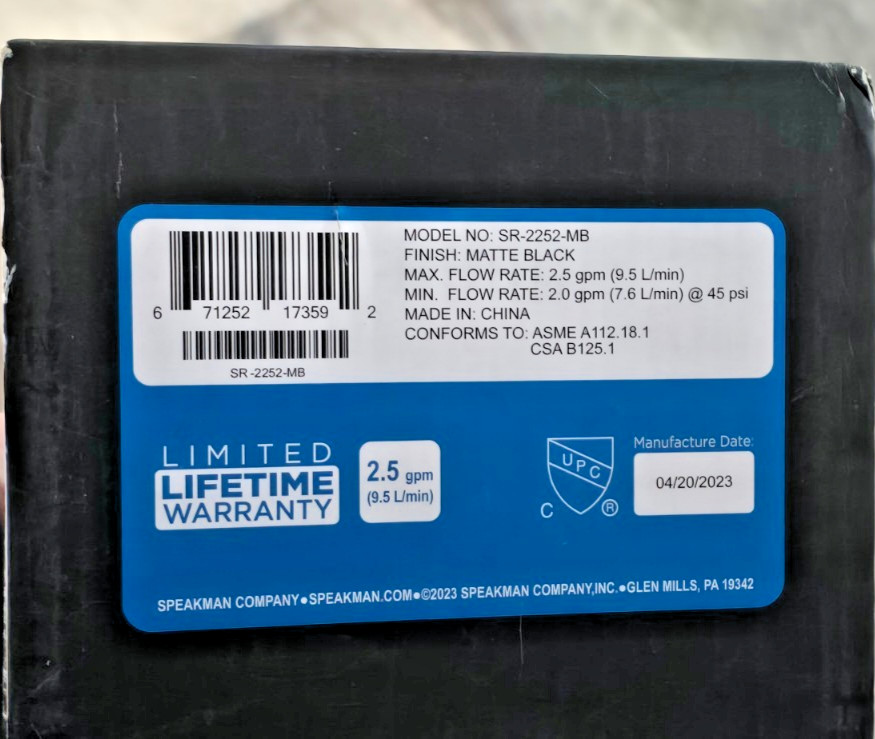 MODEL NO: SR-2252-MB
FINISH: MATTE BLACK
MAX. FLOW RATE: 2.5 gpm (9.5 L/min)
MIN. FLOW RATE: 2.0 gpm (7.6 L/min) @ 45 psi
MADE IN: CHINA
CONFORMS TO: ASME A112.18.1
CSA B125.1
6 71252 17359 2
SR-2252-MB
LIMITED
LIFETIME
WARRANTY
2.5 gpm
(9.5 L/min)
UPC
C ®
Manufacture Date:
04/20/2023
SPEAKMAN COMPANY●SPEAKMAN.COM●©2023 SPEAKMAN COMPANY,INC.●GLEN MILLS, PA 19342